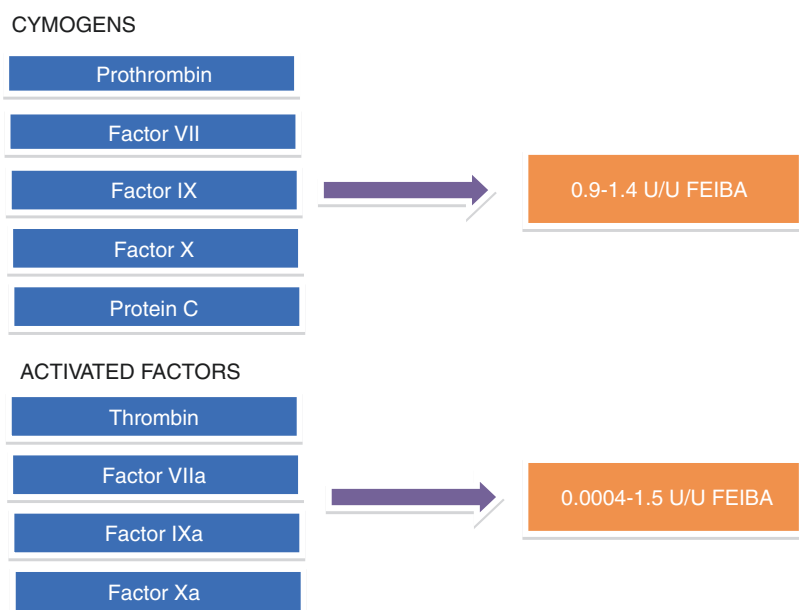 CYMOGENS
Prothrombin
Factor VII
Factor IX
Factor X
Protein C
0.9-1.4 U/U FEIBA
ACTIVATED FACTORS
Thrombin
Factor VIIa
Factor IXa
Factor Xa
0.0004-1.5 U/U FEIBA